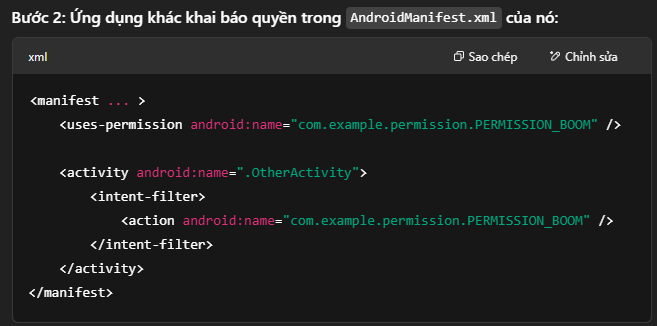 Bước 2: Ứng dụng khác khai báo quyền trong AndroidManifest.xml của nó:
xml Sao chép Chỉnh sửa
<manifest ... >
    <uses-permission android:name="com.example.permission.PERMISSION_BOOM" />

    <activity android:name=".OtherActivity">
        <intent-filter>
            <action android:name="com.example.permission.PERMISSION_BOOM" />
        </intent-filter>
    </activity>
</manifest>